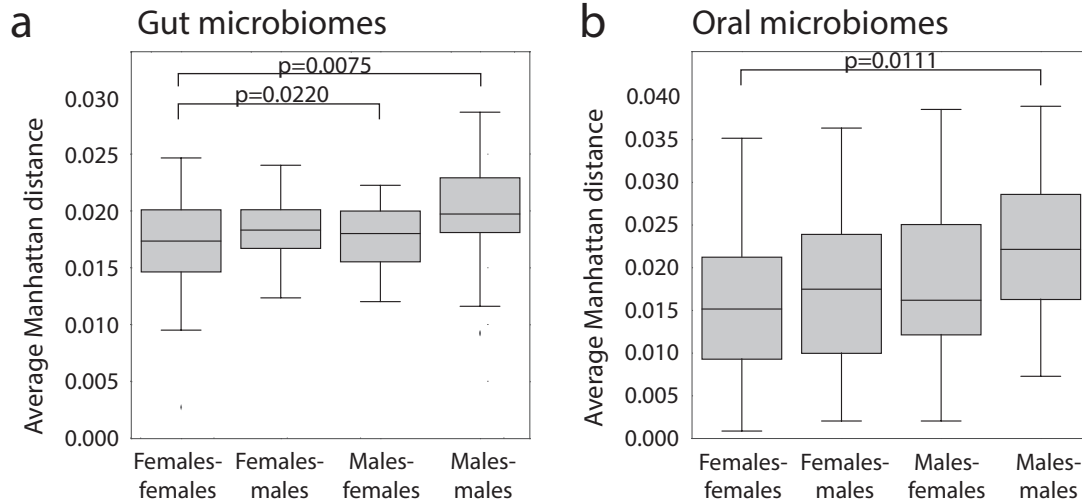 a Gut microbiomes
p=0.0075
p=0.0220
Average Manhattan distance
0.030
0.025
0.020
0.015
0.010
0.005
0.000
Females-females
Females-males
Males-females
Males-males
b Oral microbiomes
p=0.0111
Average Manhattan distance
0.040
0.035
0.030
0.025
0.020
0.015
0.010
0.005
0.000
Females-females
Females-males
Males-females
Males-males